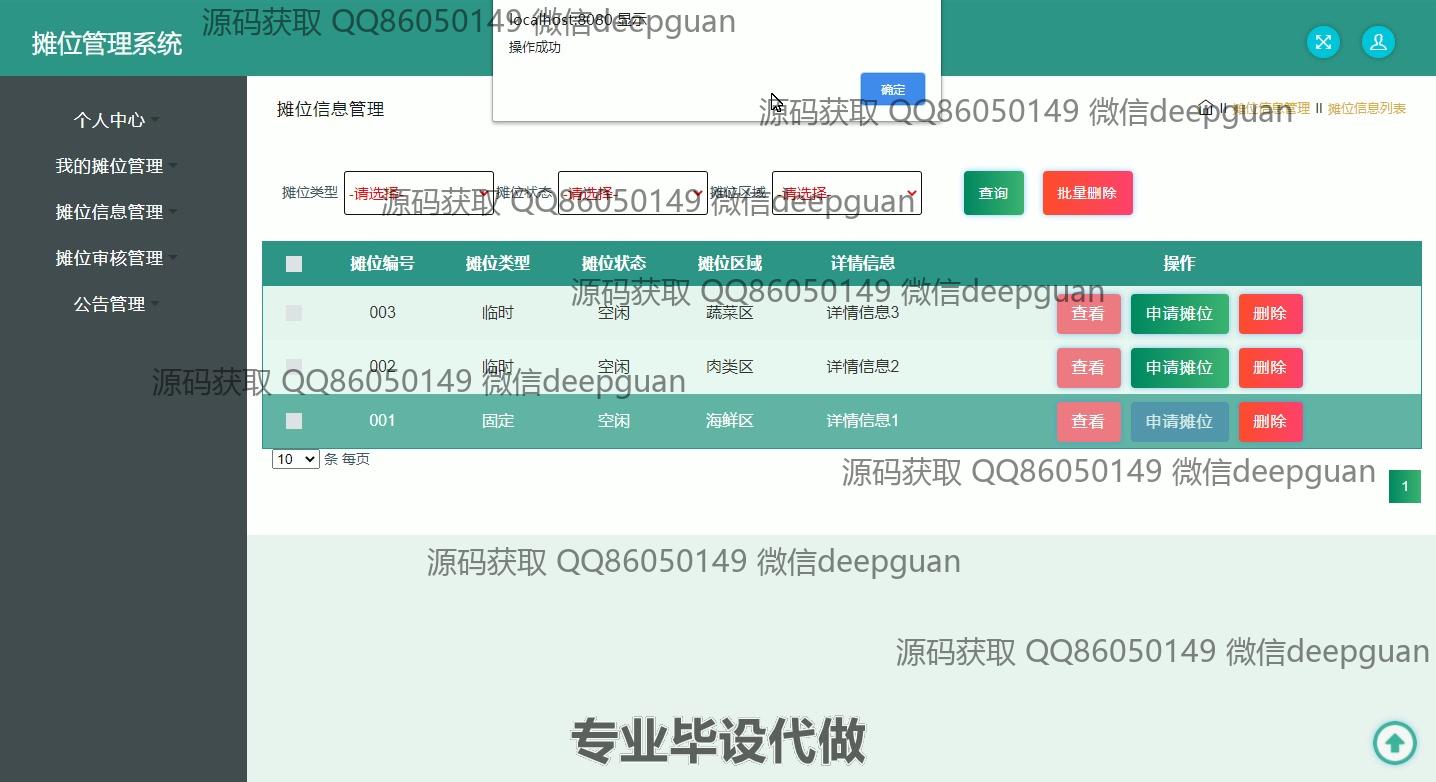 localhost:8080 显示
源码获取 QQ86050149 微信deepguan
摊位管理系统
操作成功
确定
源码获取 QQ86050149 微信deepguan
个人中心
摊位信息管理
摊位信息管理 II 摊位信息列表
我的摊位管理
摊位信息管理
摊位审核管理
公告管理
摊位类型 -请选择- 摊位状态 -请选择- 摊位区域 -请选择- 查询 批量删除
源码获取 QQ86050149 微信deepguan
摊位编号 摊位类型 摊位状态 摊位区域 详情信息 操作
源码获取 QQ86050149 微信deepguan
003 临时 空闲 蔬菜区 详情信息3 查看 申请摊位 删除
002 临时 空闲 肉类区 详情信息2 查看 申请摊位 删除
源码获取 QQ86050149 微信deepguan
001 固定 空闲 海鲜区 详情信息1 查看 申请摊位 删除
10 条 每页
源码获取 QQ86050149 微信deepguan
1
源码获取 QQ86050149 微信deepguan
源码获取 QQ86050149 微信deepguan
专业毕设代做